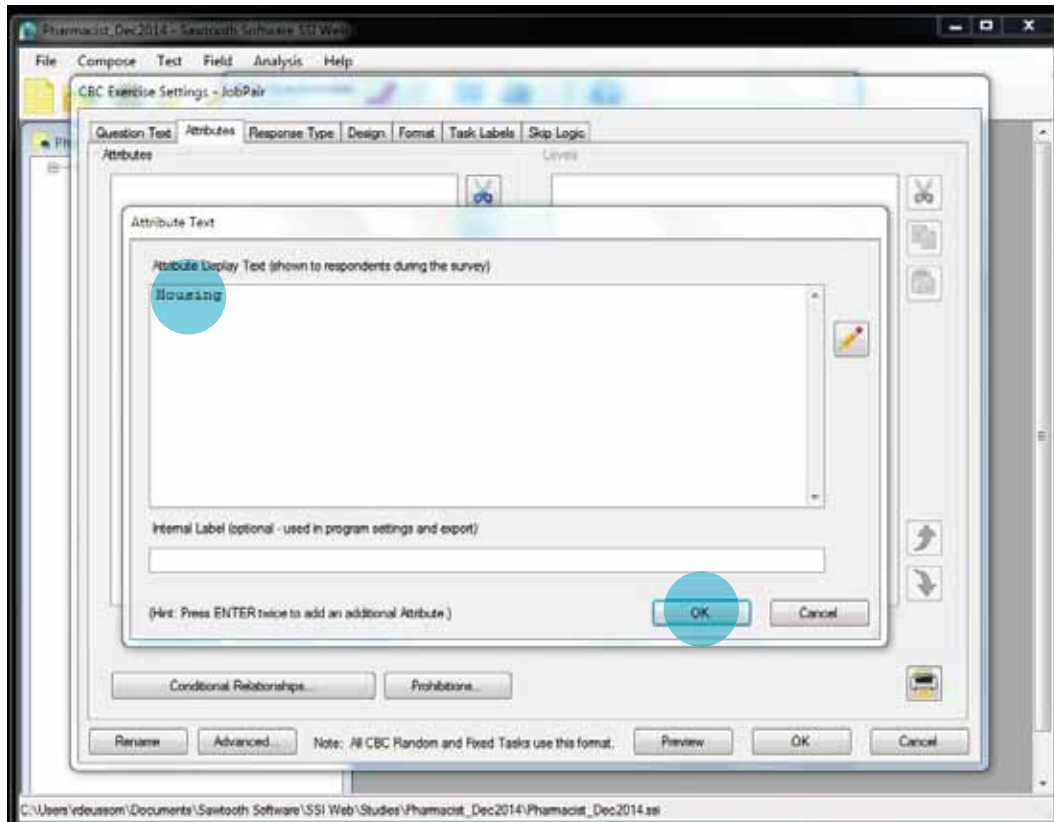 Pharmacist_Dec2014 - Sawtooth Software SSI Web
File Compose Test Field Analysis Help
CBC Exercise Settings - JobPair
Question Text Attributes Response Type Design Format Task Labels Skip Logic
Attributes Levels
Attribute Text
Attribute Display Text (shown to respondents during the survey)
Housing
Internal Label (optional - used in program settings and export)
(Hint: Press ENTER twice to add an additional Attribute.)
OK Cancel
Conditional Relationships... Prohibitions...
Rename Advanced... Note: All CBC Random and Fixed Tasks use this format. Preview OK Cancel
C:\Users\edeussom\Documents\Sawtooth Software\SSI Web\Studies\Pharmacist_Dec2014\Pharmacist_Dec2014.ssi